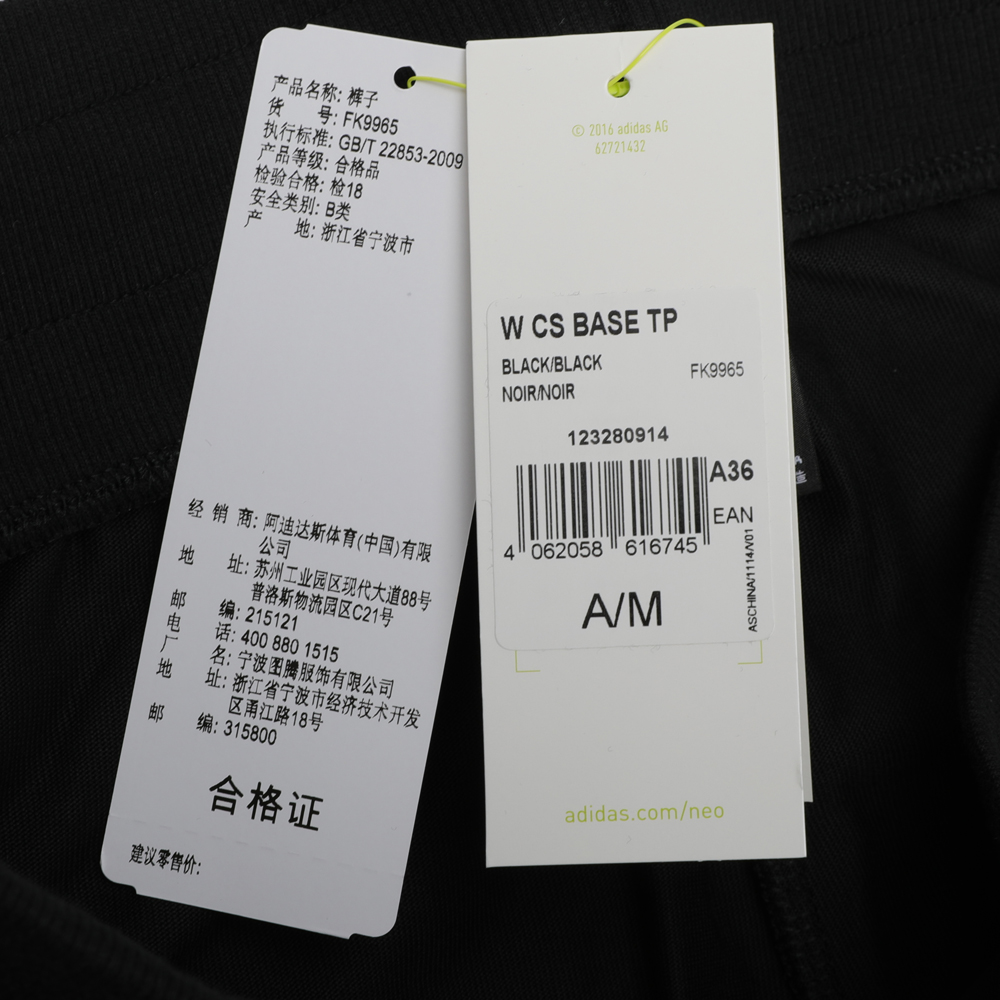 产品名称: 裤子
货 号: FK9965
执行标准: GB/T 22853-2009
产品等级: 合格品
检验合格: 检18
安全类别: B类
产 地: 浙江省宁波市
经 销 商: 阿迪达斯体育(中国)有限
公司
地 址: 苏州工业园区现代大道88号
普洛斯物流园区C21号
邮 编: 215121
电 话: 400 880 1515
厂 名: 宁波图腾服饰有限公司
地 址: 浙江省宁波市经济技术开发
区甬江路18号
邮 编: 315800
合格证
建议零售价:
© 2016 adidas AG
62721432
W CS BASE TP
BLACK/BLACK
NOIR/NOIR
FK9965
123280914
A36
EAN
4 062058 616745
A/M
ASCHINA/1114/V01
adidas.com/neo